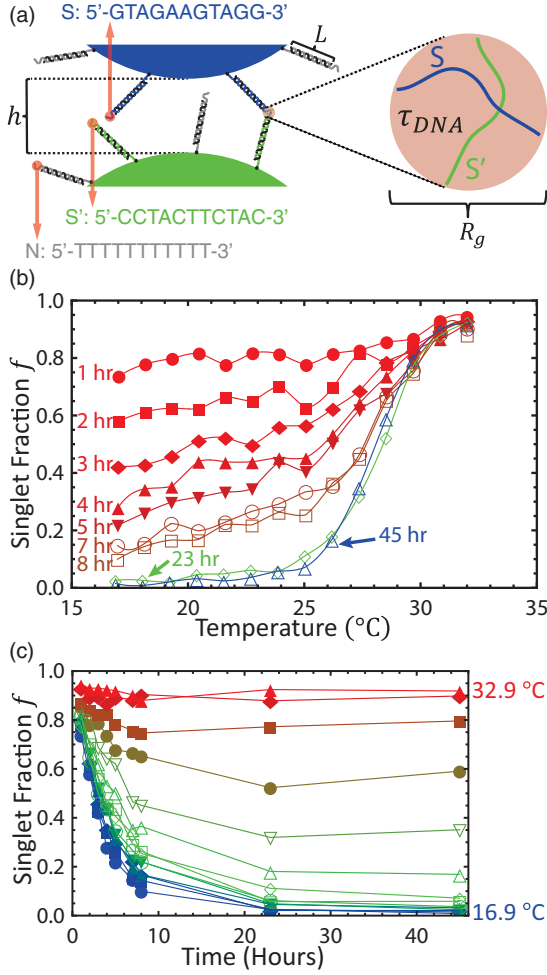 (a)
S: 5'-GTAGAAGTAGG-3'
L
h
S
τDNA
S'
Rg
S': 5'-CCTACTTCTAC-3'
N: 5'-TTTTTTTTTTT-3'
(b)
1.0
0.8
0.6
0.4
0.2
0.0
Singlet Fraction f
1 hr
2 hr
3 hr
4 hr
5 hr
7 hr
8 hr
23 hr
45 hr
15
20
25
30
35
Temperature (°C)
(c)
1.0
0.8
0.6
0.4
0.2
0.0
Singlet Fraction f
32.9 °C
16.9 °C
0
10
20
30
40
Time (Hours)